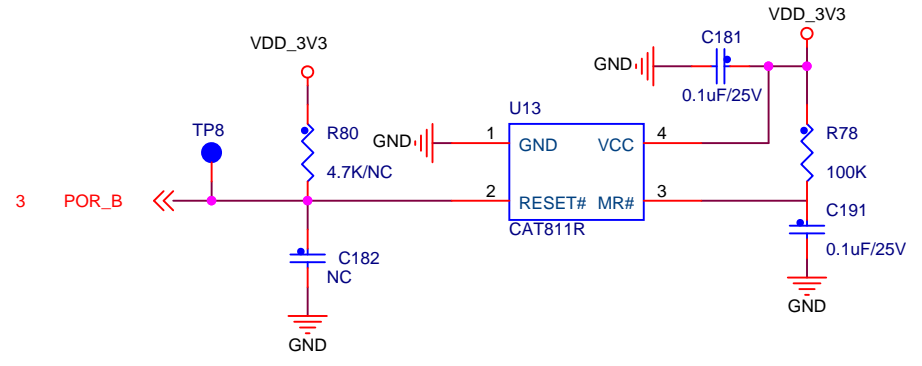 VDD_3V3
VDD_3V3
C181
GND
0.1uF/25V
U13
TP8
R80
GND
1
GND
VCC
4
R78
4.7K/NC
100K
3
POR_B
2
RESET#
MR#
3
C191
CAT811R
0.1uF/25V
C182
NC
GND
GND